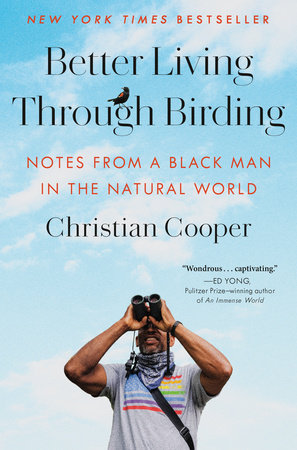 NEW YORK TIMES BESTSELLER
Better Living
Through Birding
NOTES FROM A BLACK MAN
IN THE NATURAL WORLD
Christian Cooper
“Wondrous . . . captivating.”
—ED YONG,
Pulitzer Prize–winning author
of An Immense World